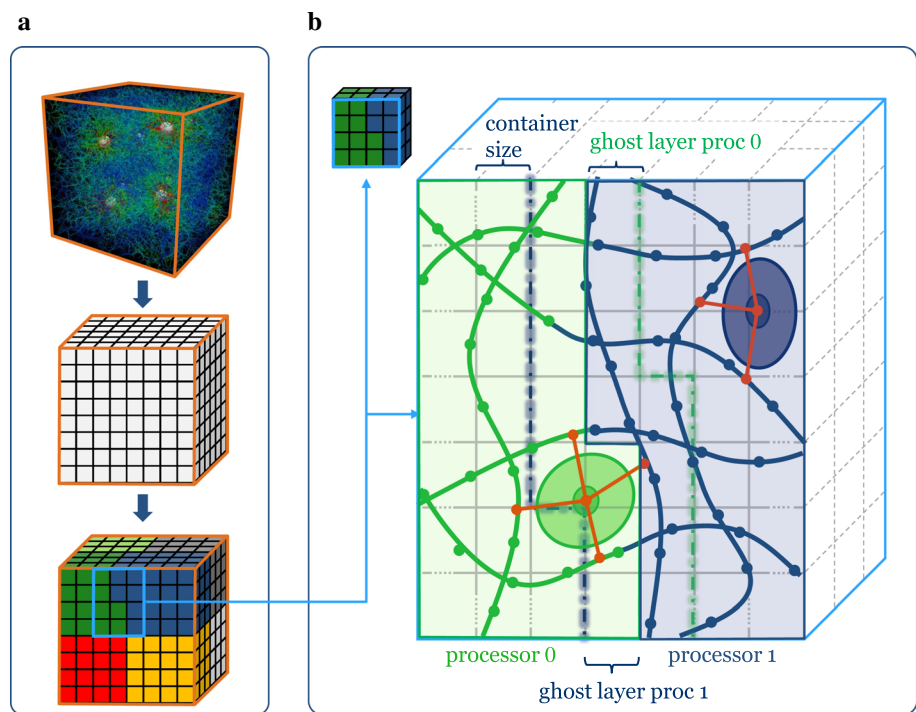 a
b
container
size
ghost layer proc 0
processor 0
processor 1
ghost layer proc 1